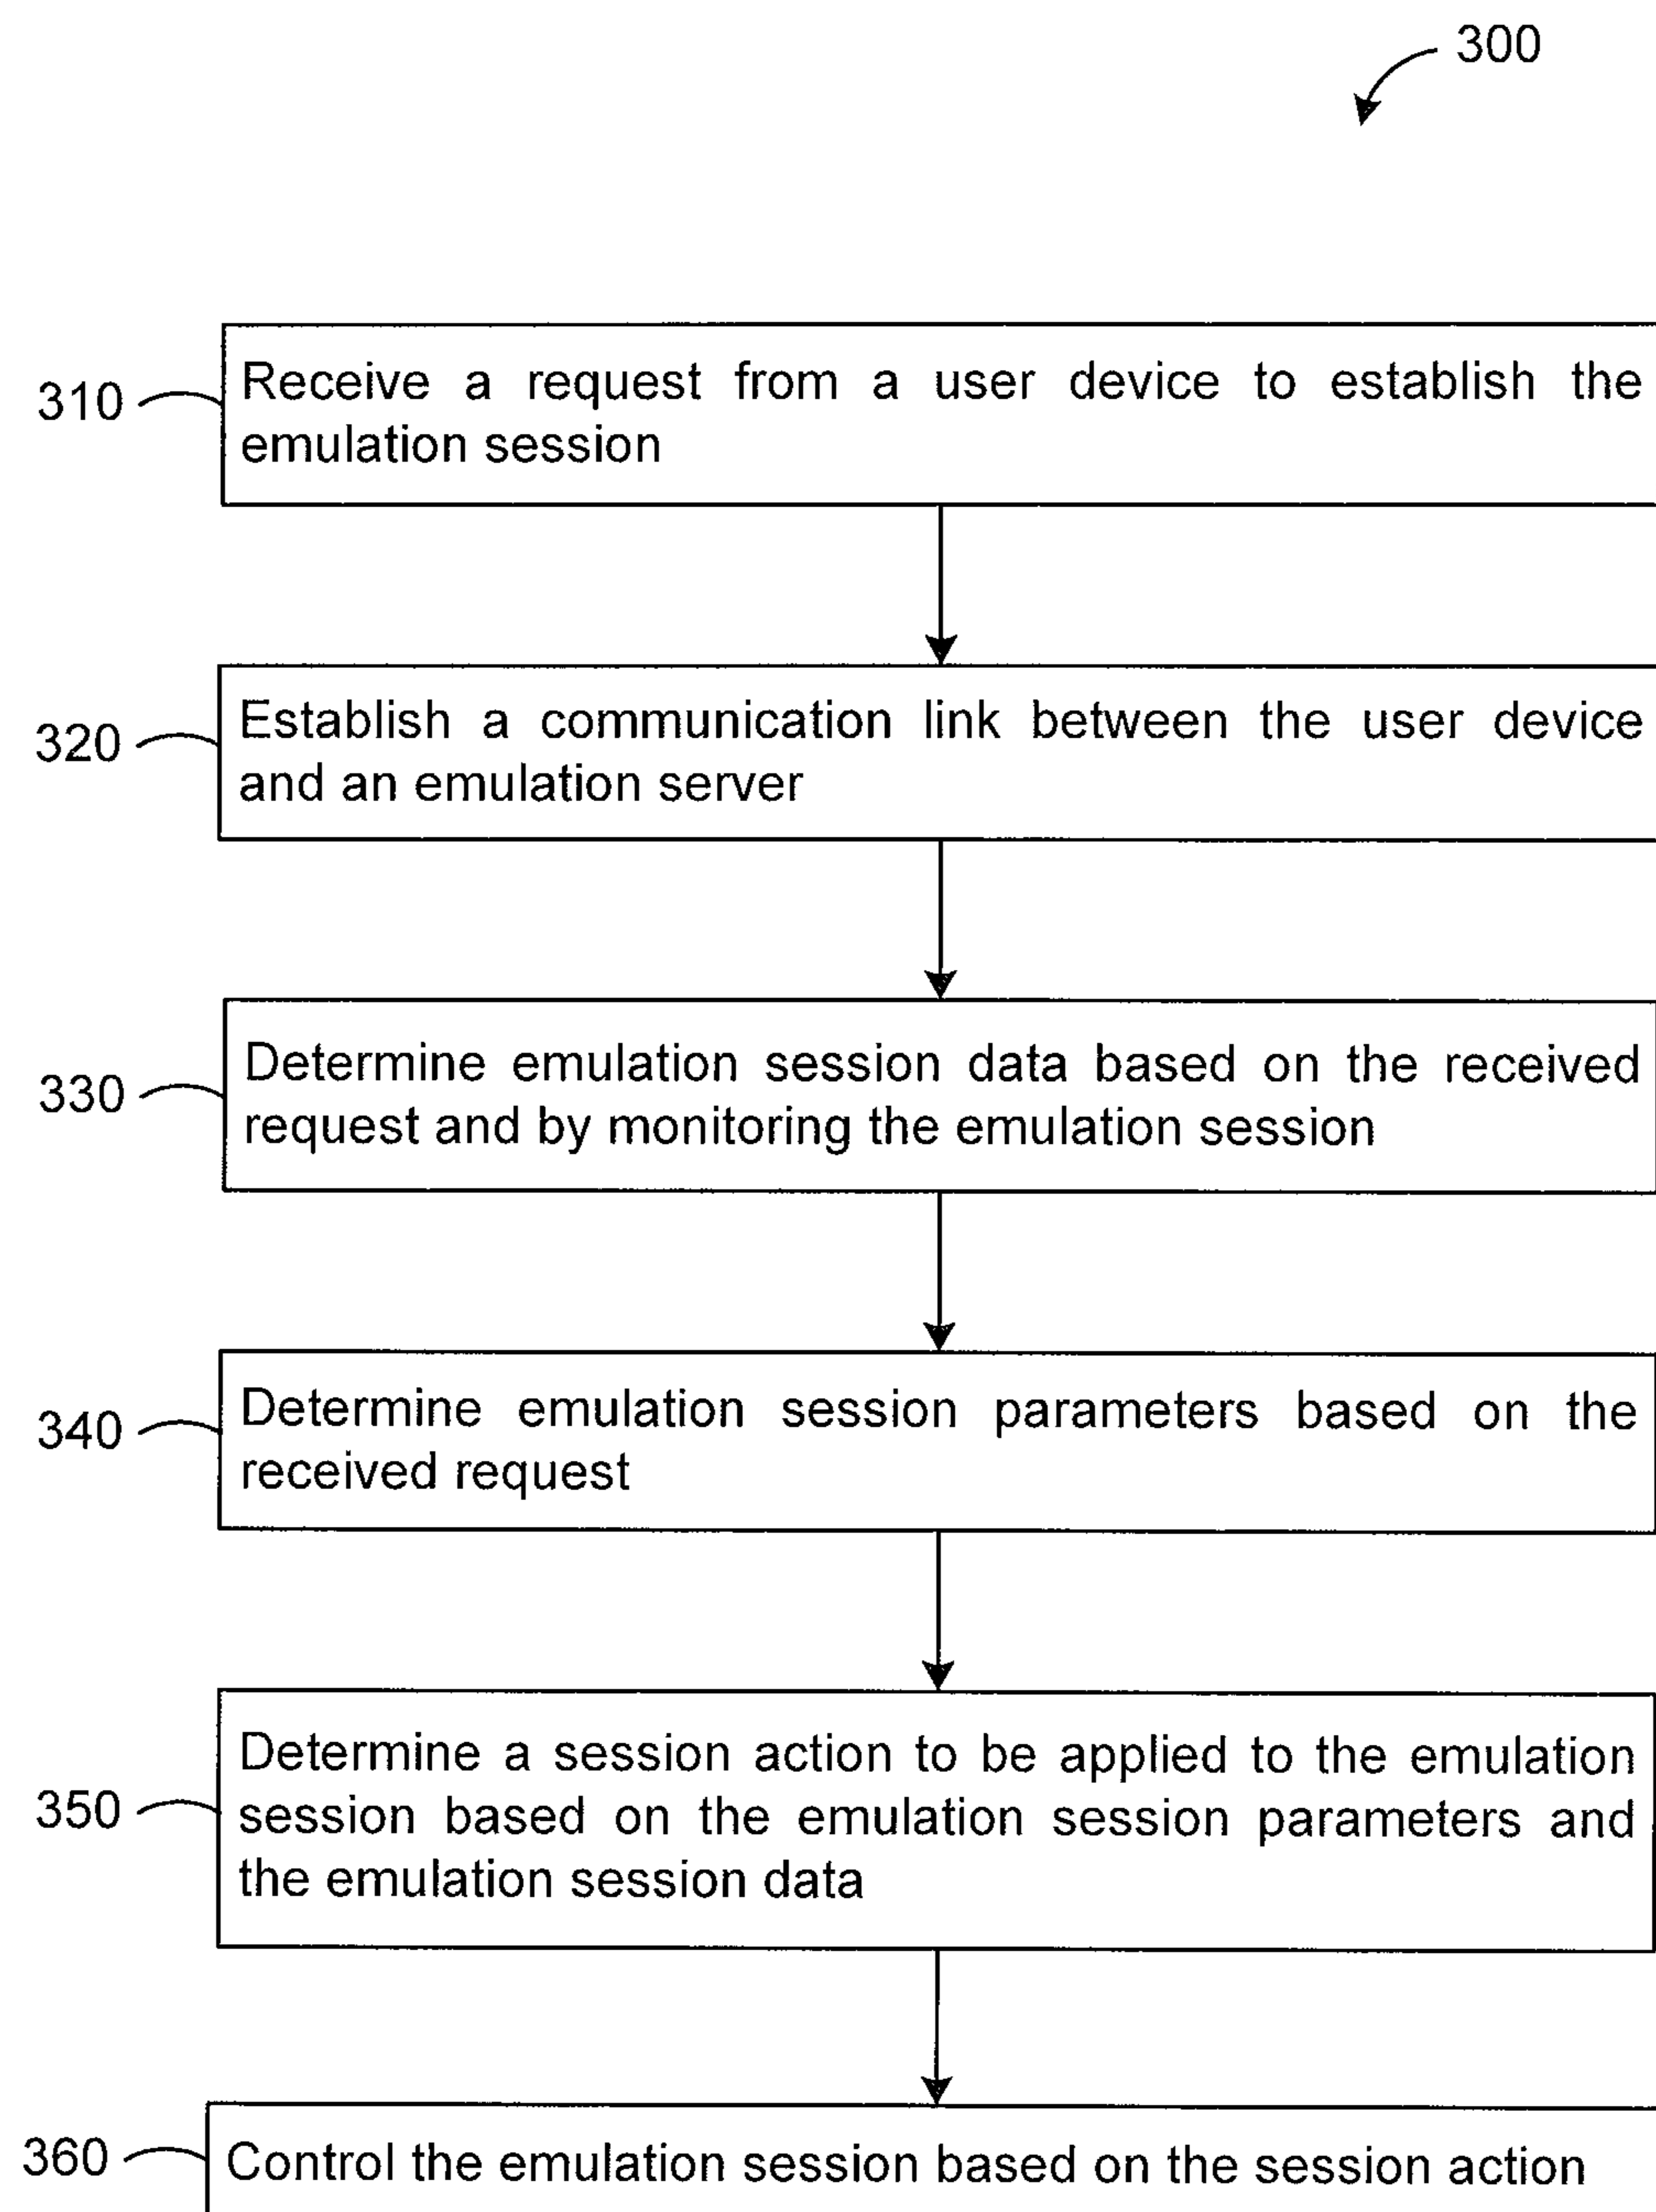 300
310
Receive a request from a user device to establish the
emulation session
320
Establish a communication link between the user device
and an emulation server
330
Determine emulation session data based on the received
request and by monitoring the emulation session
340
Determine emulation session parameters based on the
received request
350
Determine a session action to be applied to the emulation
session based on the emulation session parameters and
the emulation session data
360
Control the emulation session based on the session action